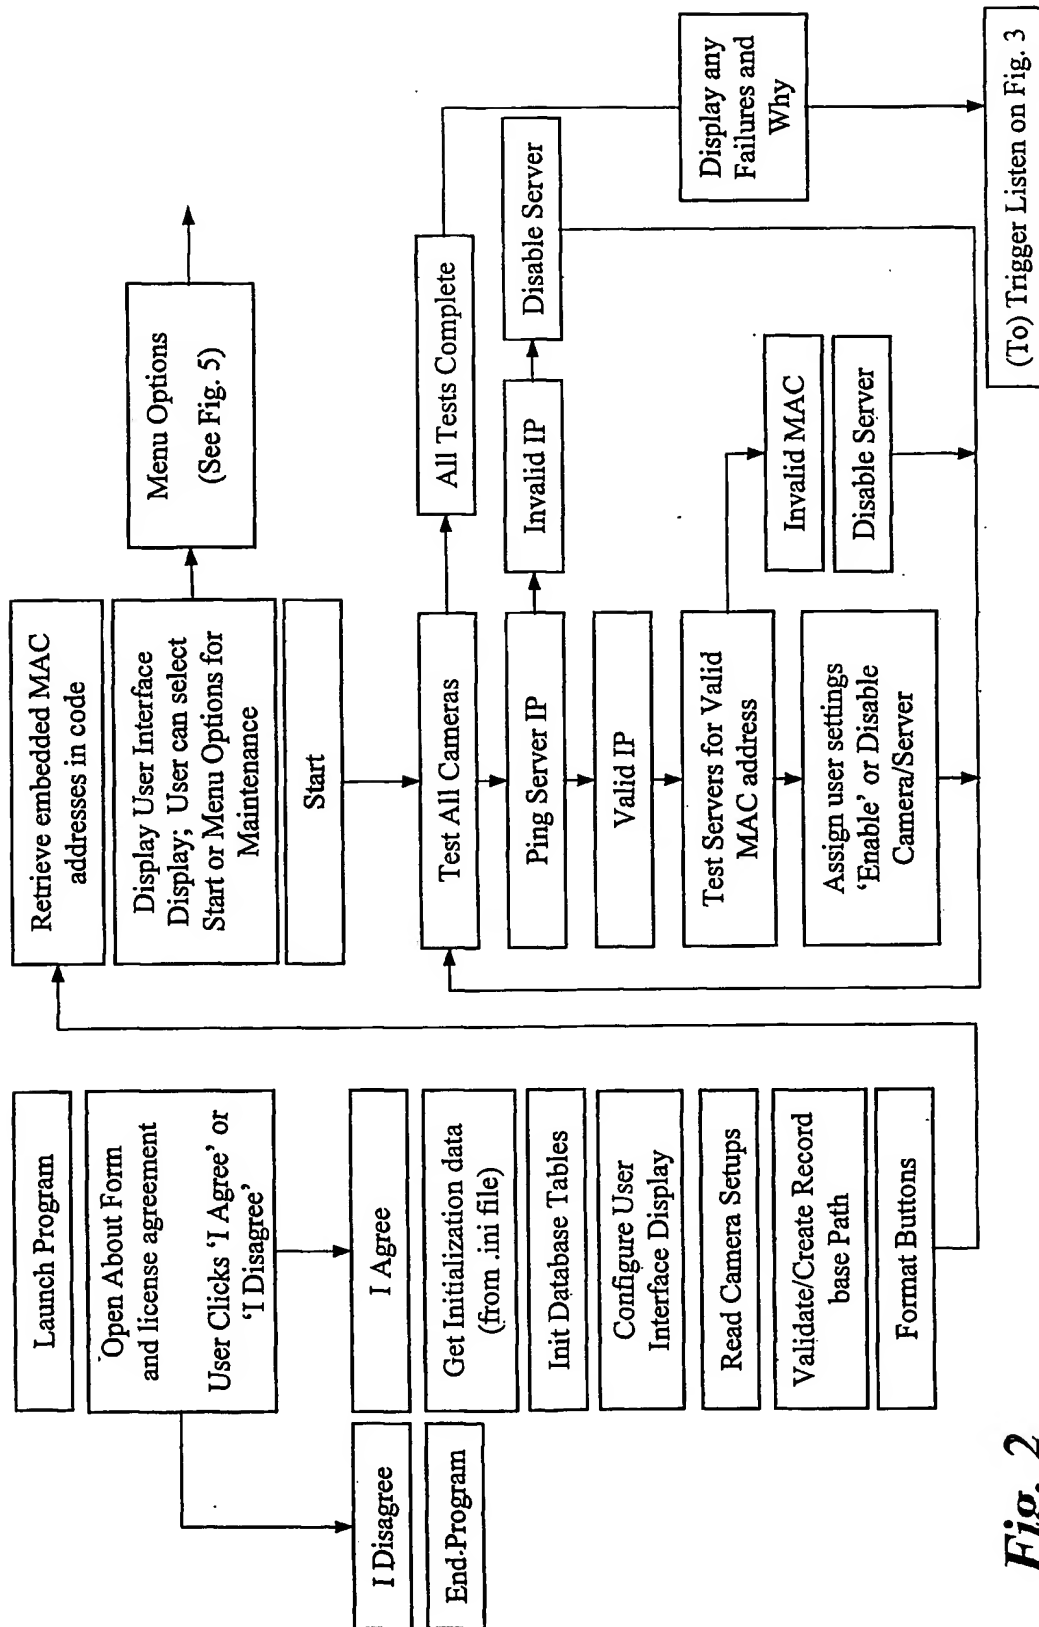 Launch Program
Open About Form
and license agreement
User Clicks ‘I Agree’ or
‘I Disagree’
I Disagree
End-Program
I Agree
Get Initialization data
(from .ini file)
Init Database Tables
Configure User
Interface Display
Read Camera Setups
Validate/Create Record
base Path
Format Buttons
Retrieve embedded MAC
addresses in code
Display User Interface
Display; User can select
Start or Menu Options for
Maintenance
Start
Menu Options
(See Fig. 5)
Test All Cameras
All Tests Complete
Ping Server IP
Invalid IP
Disable Server
Valid IP
Test Servers for Valid
MAC address
Invalid MAC
Disable Server
Assign user settings
‘Enable’ or Disable
Camera/Server
Display any
Failures and
Why
(To) Trigger Listen on Fig. 3
Fig. 2